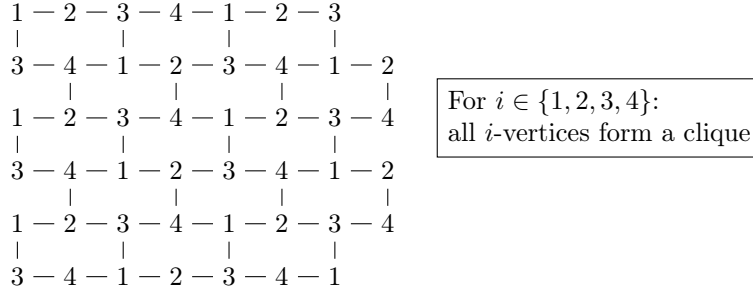 1 — 2 — 3 — 4 — 1 — 2 — 3
3 — 4 — 1 — 2 — 3 — 4 — 1 — 2
1 — 2 — 3 — 4 — 1 — 2 — 3 — 4
3 — 4 — 1 — 2 — 3 — 4 — 1 — 2
1 — 2 — 3 — 4 — 1 — 2 — 3 — 4
3 — 4 — 1 — 2 — 3 — 4 — 1
For i ∈ {1, 2, 3, 4}:
all i-vertices form a clique